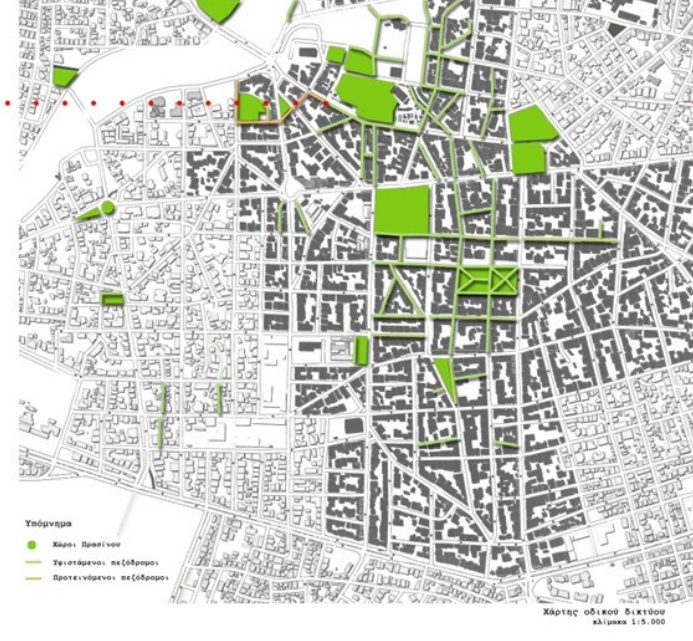 Υπόμνημα
Χώροι Πρασίνου
Υφιστάμενοι πεζόδρομοι
Προτεινόμενοι πεζόδρομοι
Χάρτης οδικού δικτύου
κλίμακα 1:5.000